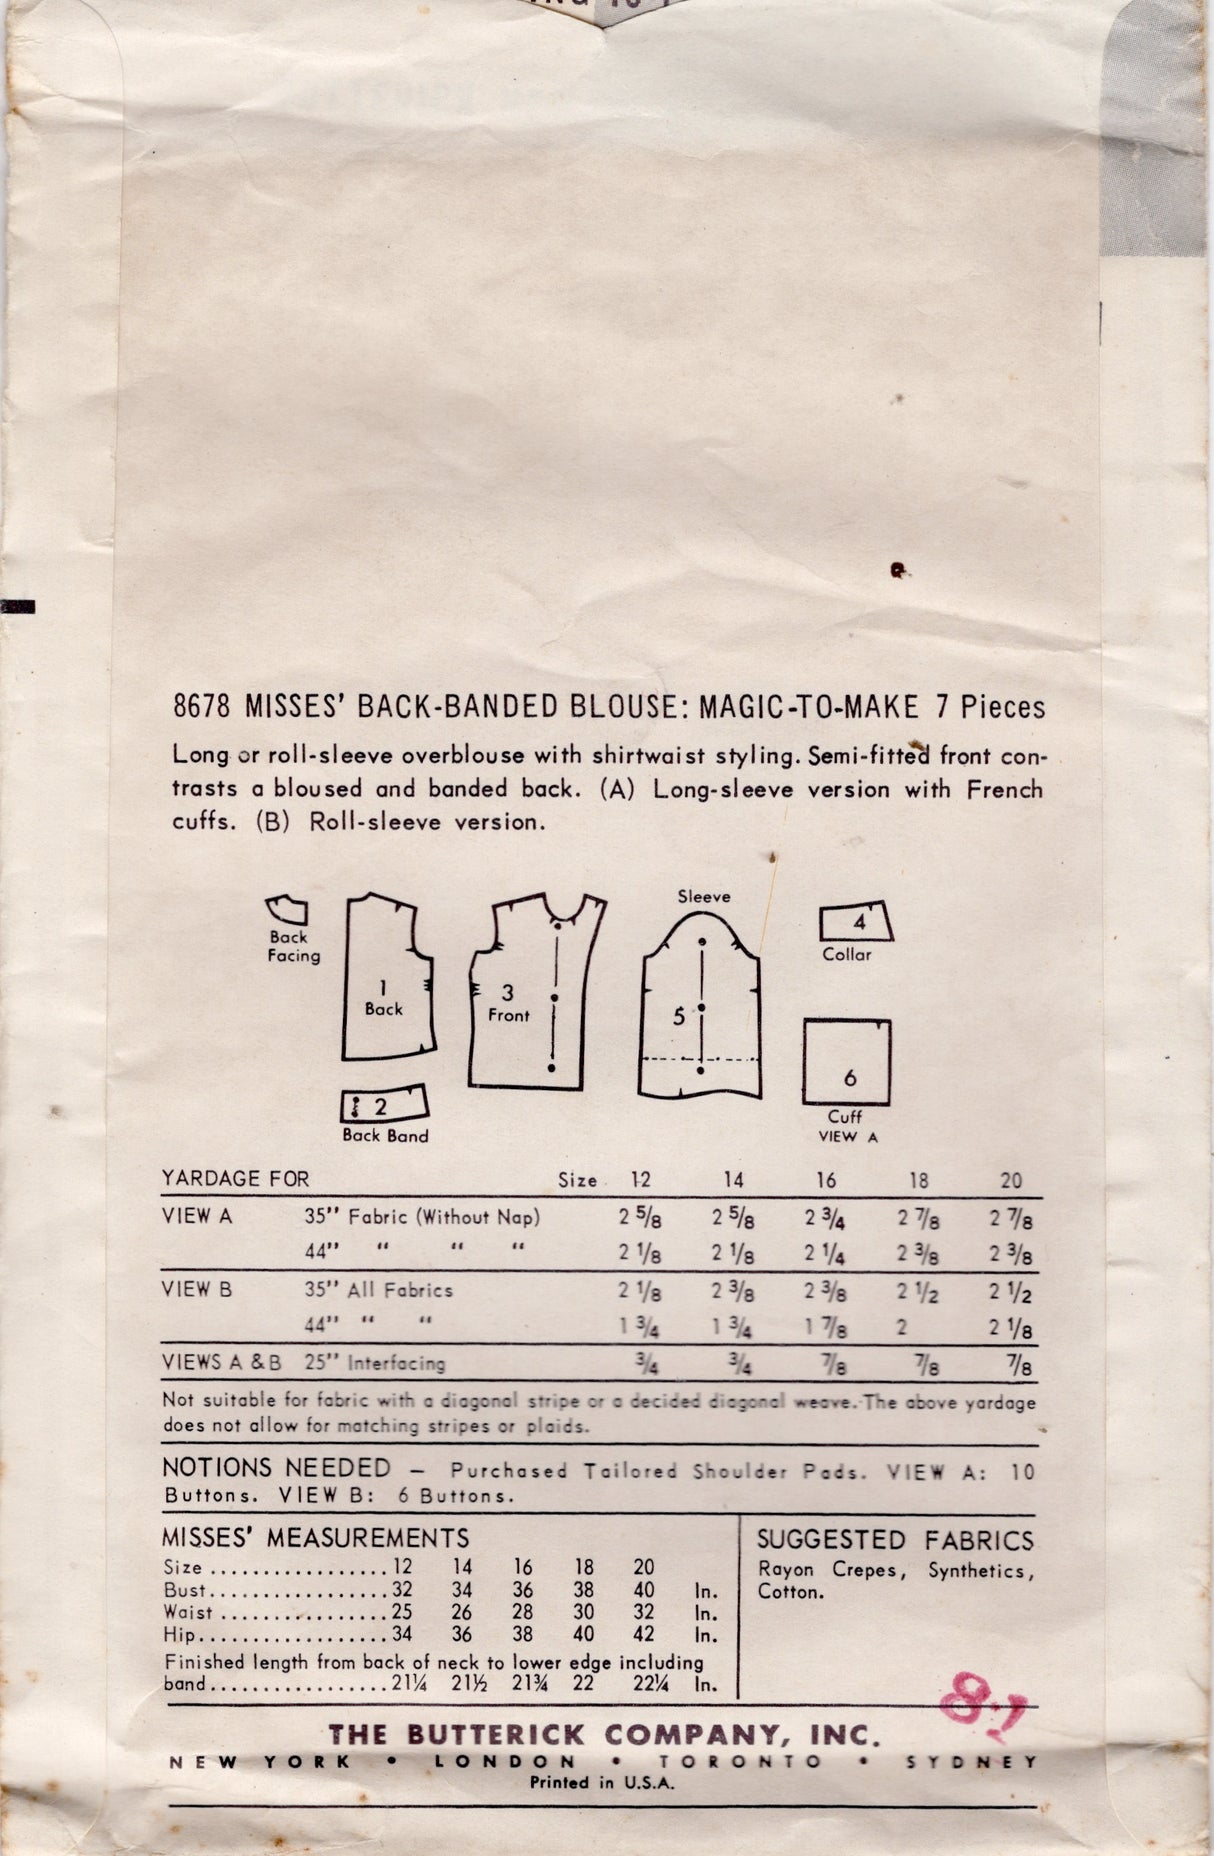 8678 MISSES' BACK-BANDED BLOUSE: MAGIC-TO-MAKE 7 Pieces
Long or roll-sleeve overblouse with shirtwaist styling. Semi-fitted front con-
trasts a bloused and banded back. (A) Long-sleeve version with French
cuffs. (B) Roll-sleeve version.
Back
Facing
1
Back
2
Back Band
3
Front
Sleeve
5
4
Collar
6
Cuff
VIEW A
YARDAGE FOR Size 12 14 16 18 20
VIEW A 35" Fabric (Without Nap) 2 5/8 2 5/8 2 3/4 2 7/8 2 7/8
44" " " " 2 1/8 2 1/8 2 1/4 2 3/8 2 3/8
VIEW B 35" All Fabrics 2 1/8 2 3/8 2 3/8 2 1/2 2 1/2
44" " " 1 3/4 1 3/4 1 7/8 2 2 1/8
VIEWS A & B 25" Interfacing 3/4 3/4 7/8 7/8 7/8
Not suitable for fabric with a diagonal stripe or a decided diagonal weave. The above yardage
does not allow for matching stripes or plaids.
NOTIONS NEEDED – Purchased Tailored Shoulder Pads. VIEW A: 10
Buttons. VIEW B: 6 Buttons.
MISSES' MEASUREMENTS
Size ................. 12 14 16 18 20
Bust................. 32 34 36 38 40 In.
Waist ................ 25 26 28 30 32 In.
Hip................... 34 36 38 40 42 In.
Finished length from back of neck to lower edge including
band................. 21¼ 21½ 21¾ 22 22¼ In.
SUGGESTED FABRICS
Rayon Crepes, Synthetics,
Cotton.
THE BUTTERICK COMPANY, INC.
NEW YORK • LONDON • TORONTO • SYDNEY
Printed in U.S.A.